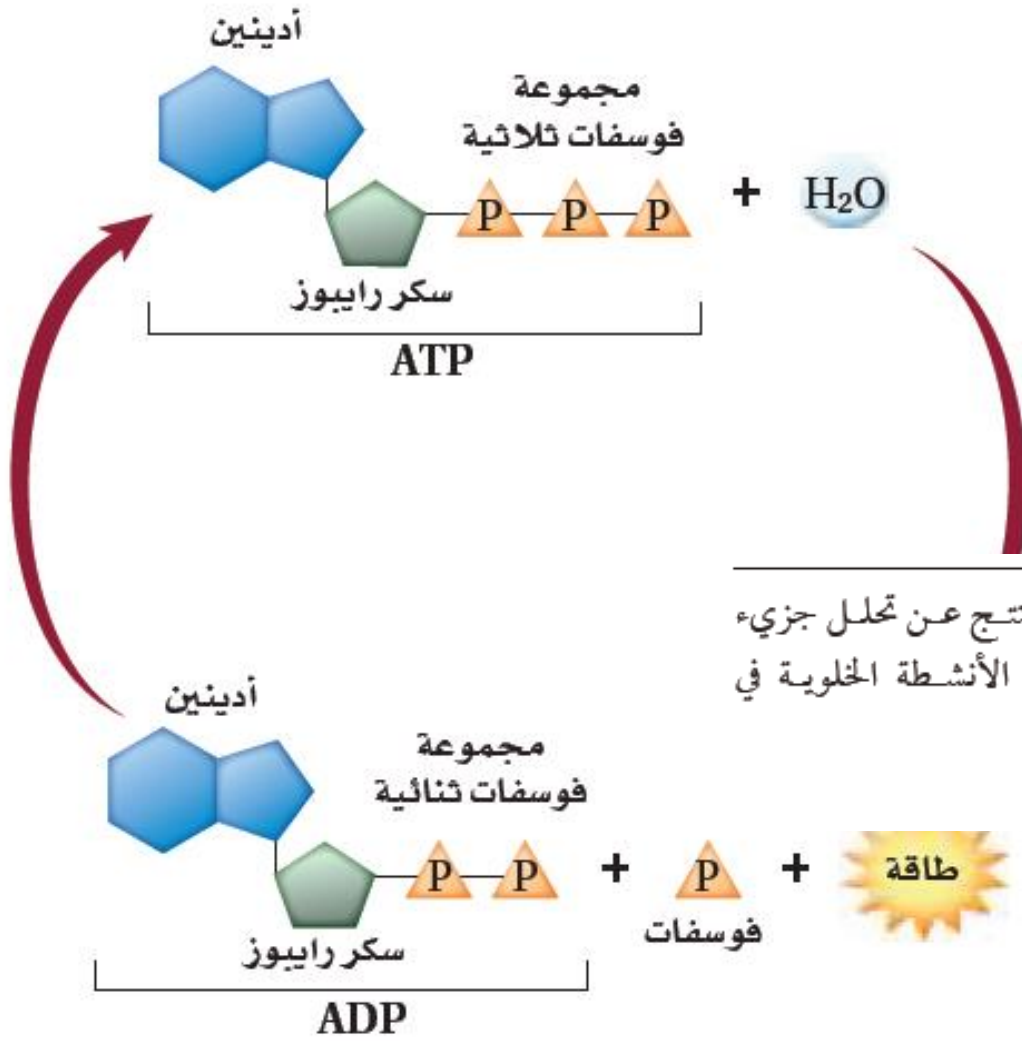 أدينين
مجموعة
فوسفات ثلاثية
P P P + H₂O
سكر رايبوز
ATP
تتج عن تحلل جزيء
الأنشطة الخلوية في
أدينين
مجموعة
فوسفات ثنائية
P P + P + طاقة
فوسفات
سكر رايبوز
ADP